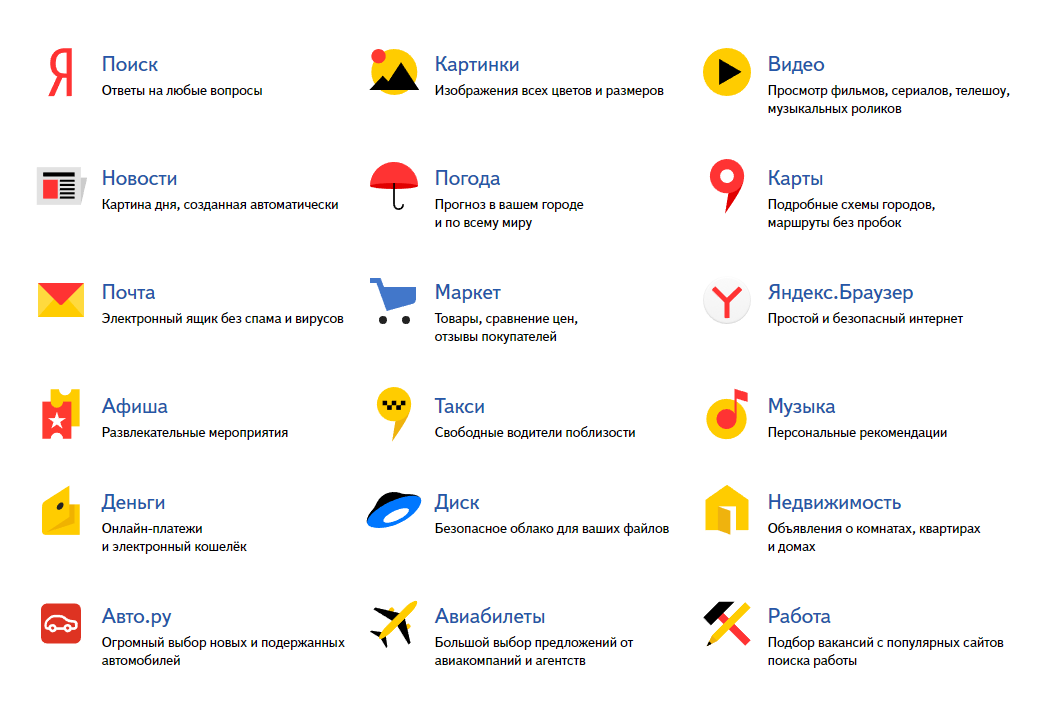 Поиск
Ответы на любые вопросы
Картинки
Изображения всех цветов и размеров
Видео
Просмотр фильмов, сериалов, телешоу,
музыкальных роликов
Новости
Картина дня, созданная автоматически
Погода
Прогноз в вашем городе
и по всему миру
Карты
Подробные схемы городов,
маршруты без пробок
Почта
Электронный ящик без спама и вирусов
Маркет
Товары, сравнение цен,
отзывы покупателей
Яндекс.Браузер
Простой и безопасный интернет
Афиша
Развлекательные мероприятия
Такси
Свободные водители поблизости
Музыка
Персональные рекомендации
Деньги
Онлайн-платежи
и электронный кошелёк
Диск
Безопасное облако для ваших файлов
Недвижимость
Объявления о комнатах, квартирах
и домах
Авто.ру
Огромный выбор новых и подержанных
автомобилей
Авиабилеты
Большой выбор предложений от
авиакомпаний и агентств
Работа
Подбор вакансий с популярных сайтов
поиска работы